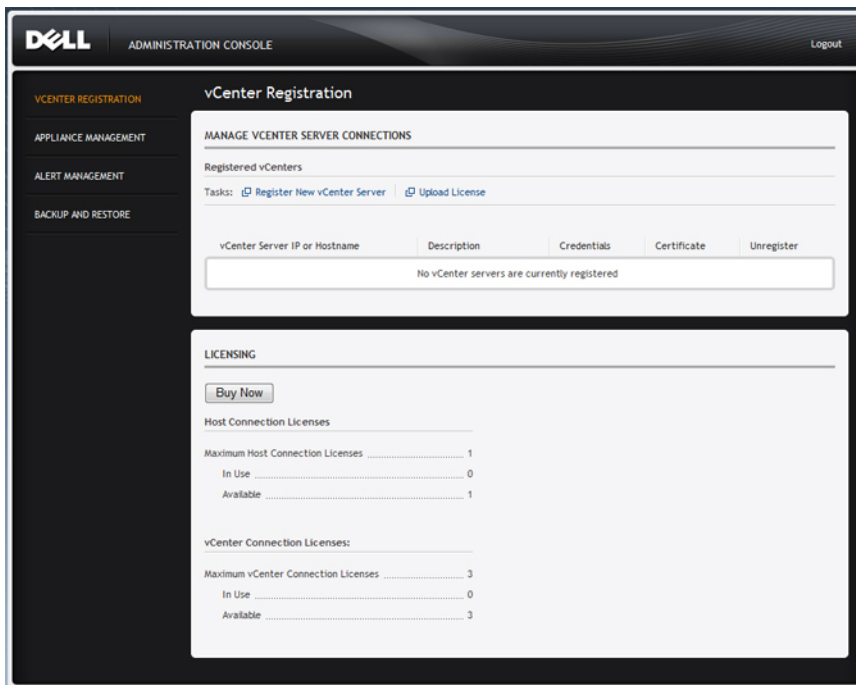 DELL ADMINISTRATION CONSOLE Logout
VCENTER REGISTRATION
APPLIANCE MANAGEMENT
ALERT MANAGEMENT
BACKUP AND RESTORE
vCenter Registration
MANAGE VCENTER SERVER CONNECTIONS
Registered vCenters
Tasks: Register New vCenter Server Upload License
vCenter Server IP or Hostname Description Credentials Certificate Unregister
No vCenter servers are currently registered
LICENSING
Buy Now
Host Connection Licenses
Maximum Host Connection Licenses 1
In Use 0
Available 1
vCenter Connection Licenses:
Maximum vCenter Connection Licenses 3
In Use 0
Available 3